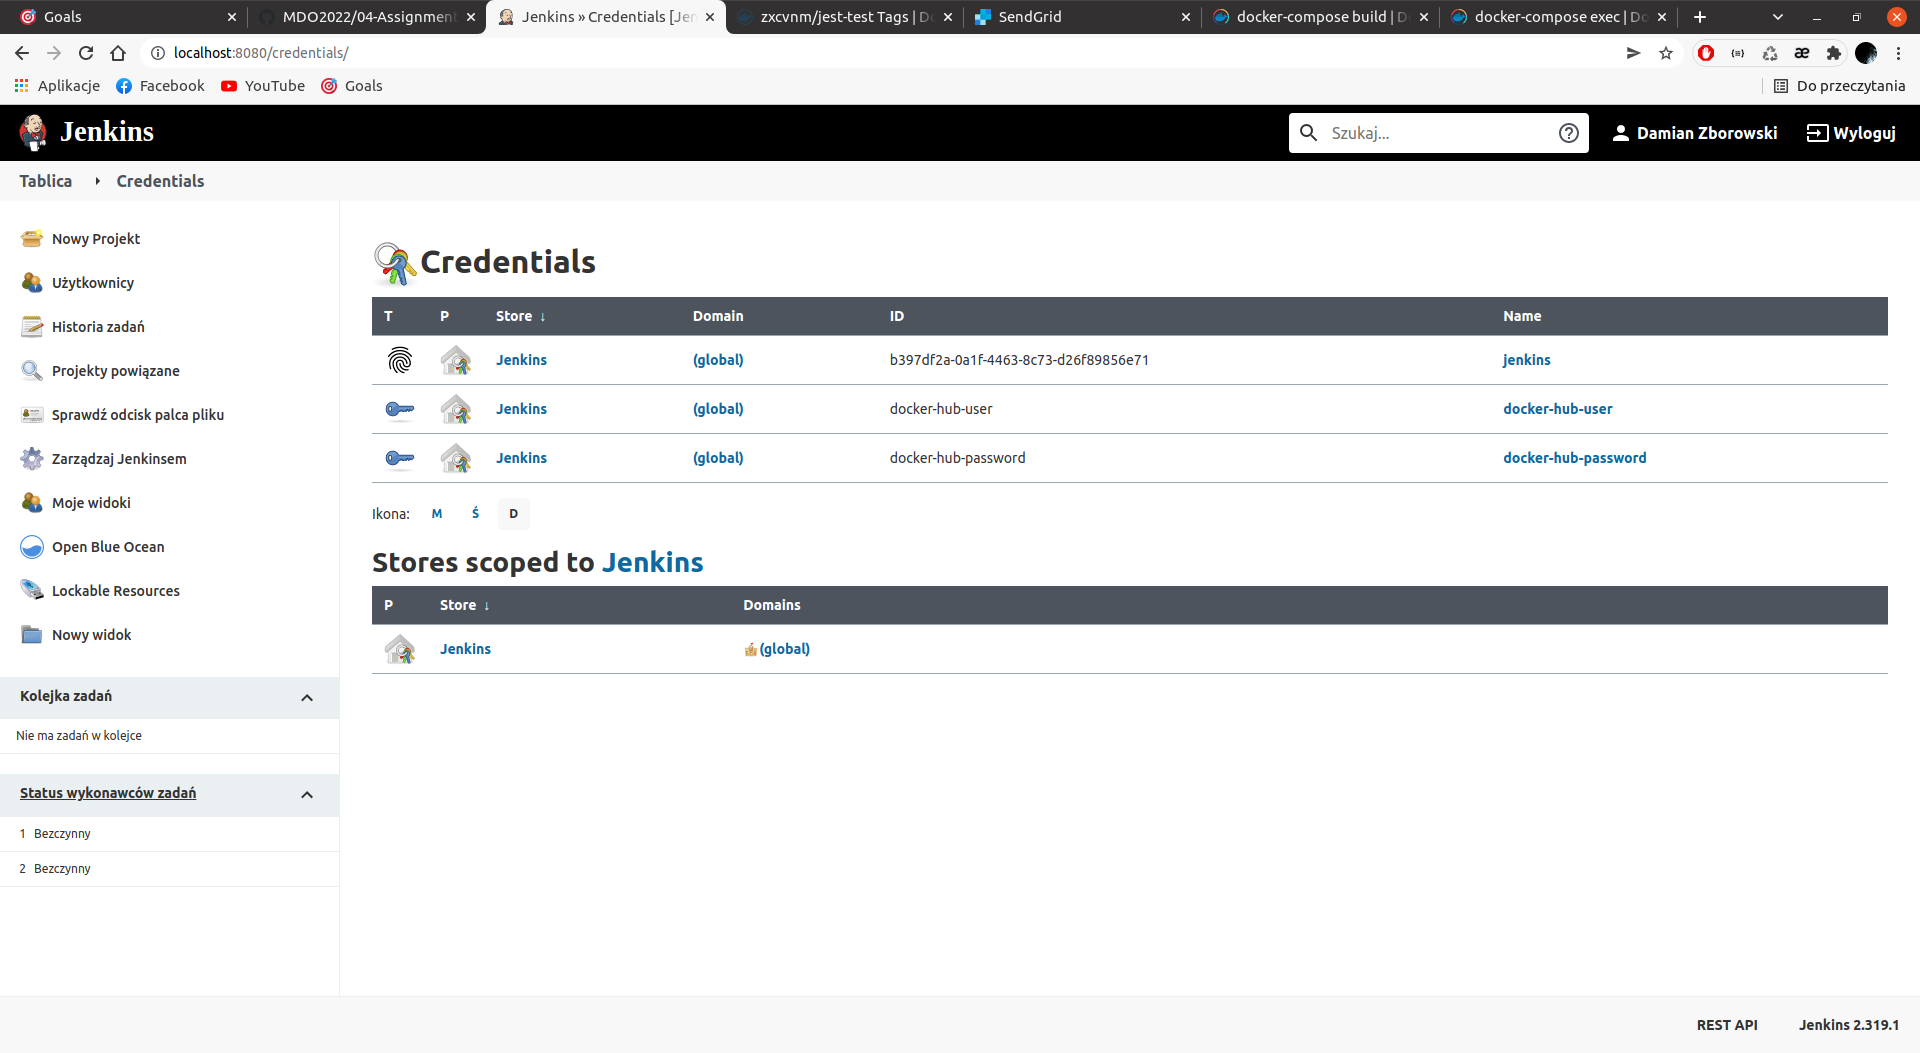 Goals
MDO2022/04-Assignment
Jenkins » Credentials [Jen
zxcvnm/jest-test Tags | Do
SendGrid
docker-compose build | D
docker-compose exec | Do
localhost:8080/credentials/
Aplikacje
Facebook
YouTube
Goals
Do przeczytania
Jenkins
Szukaj...
Damian Zborowski
Wyloguj
Tablica
Credentials
Nowy Projekt
Użytkownicy
Historia zadań
Projekty powiązane
Sprawdź odcisk palca pliku
Zarządzaj Jenkinsem
Moje widoki
Open Blue Ocean
Lockable Resources
Nowy widok
Kolejka zadań
Nie ma zadań w kolejce
Status wykonawców zadań
1 Bezczynny
2 Bezczynny
Credentials
T P Store ↓ Domain ID Name
Jenkins (global) b397df2a-0a1f-4463-8c73-d26f89856e71 jenkins
Jenkins (global) docker-hub-user docker-hub-user
Jenkins (global) docker-hub-password docker-hub-password
Ikona: M Ś D
Stores scoped to Jenkins
P Store ↓ Domains
Jenkins (global)
REST API
Jenkins 2.319.1